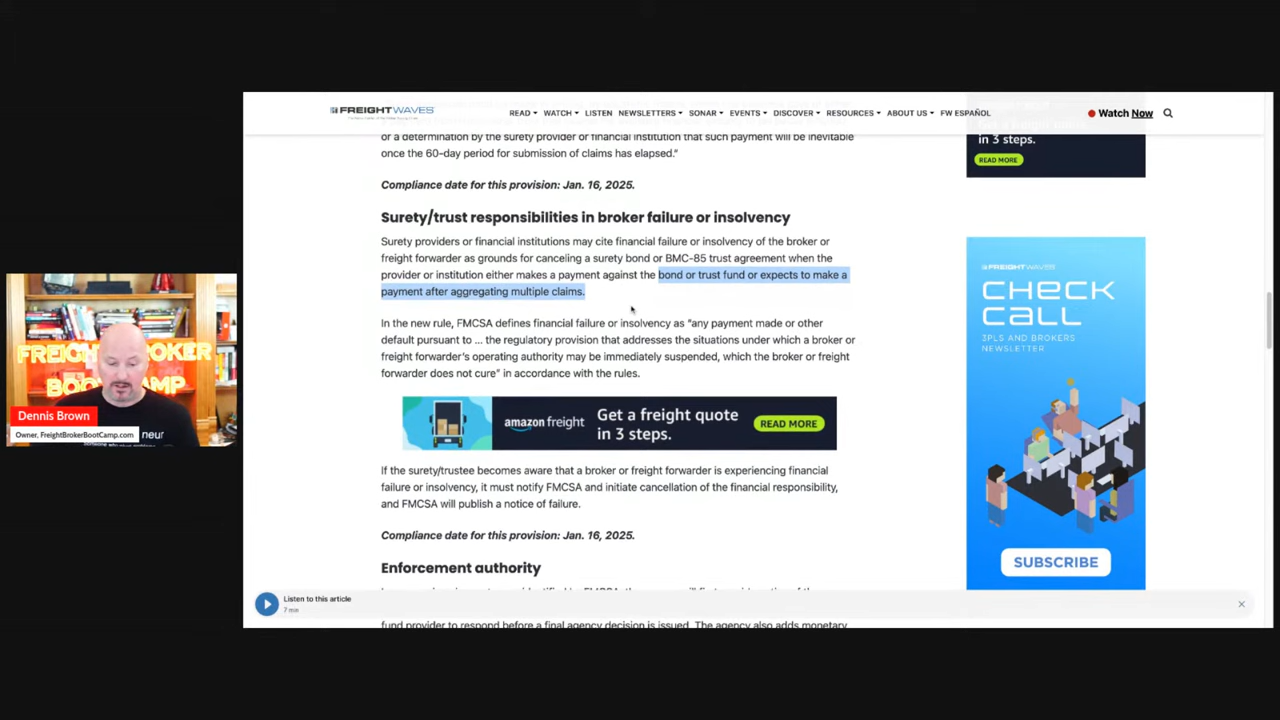 FREIGHTWAVES
READ WATCH LISTEN NEWSLETTERS SONAR EVENTS DISCOVER RESOURCES ABOUT US FW ESPAÑOL
Watch Now
or a determination by the surety provider or financial institution that such payment will be inevitable
once the 60-day period for submission of claims has elapsed.”
Compliance date for this provision: Jan. 16, 2025.
Surety/trust responsibilities in broker failure or insolvency
Surety providers or financial institutions may cite financial failure or insolvency of the broker or
freight forwarder as grounds for canceling a surety bond or BMC-85 trust agreement when the
provider or institution either makes a payment against the bond or trust fund or expects to make a
payment after aggregating multiple claims.
In the new rule, FMCSA defines financial failure or insolvency as “any payment made or other
default pursuant to ... the regulatory provision that addresses the situations under which a broker or
freight forwarder’s operating authority may be immediately suspended, which the broker or freight
forwarder does not cure” in accordance with the rules.
amazon freight
Get a freight quote
in 3 steps.
READ MORE
If the surety/trustee becomes aware that a broker or freight forwarder is experiencing financial
failure or insolvency, it must notify FMCSA and initiate cancellation of the financial responsibility,
and FMCSA will publish a notice of failure.
Compliance date for this provision: Jan. 16, 2025.
Enforcement authority
fund provider to respond before a final agency decision is issued. The agency also adds monetary
Listen to this article
7 min
in 3 steps.
READ MORE
FREIGHTWAVES
CHECK
CALL
3PLS AND BROKERS
NEWSLETTER
SUBSCRIBE
FREIGHT BROKER
BOOTCAMP
Dennis Brown
Owner, FreightBrokerBootCamp.com
neur